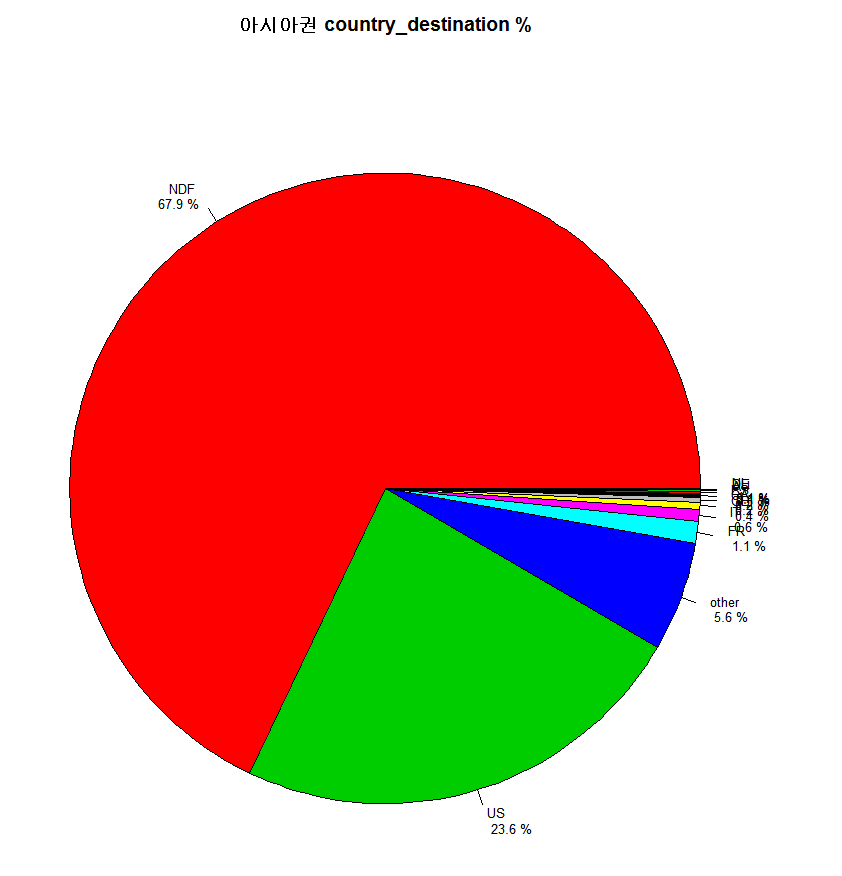 아시아권 country_destination %
NDF
67.9 %
IT
0.4 %
0.6 %
FR
1.1 %
other
5.6 %
US
23.6 %